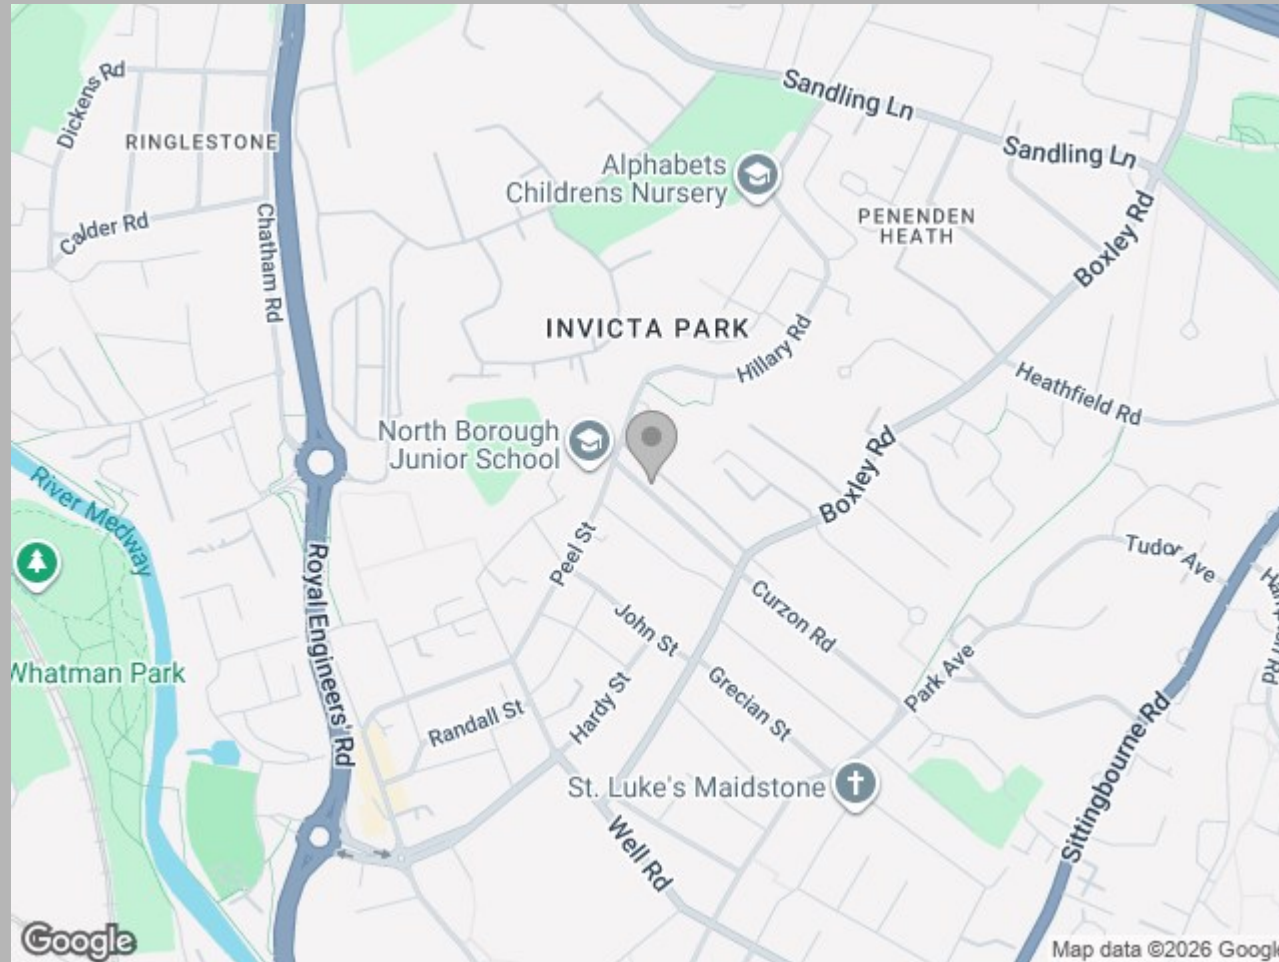 Sandling Ln
Dickens Rd
RINGLESTONE
Sandling Ln
Alphabets
Childrens Nursery
PENENDEN
HEATH
Calder Rd
Chatham Rd
Boxley Rd
INVICTA PARK
Hillary Rd
Heathfield Rd
North Borough
Junior School
Boxley Rd
River Medway
Peel St
Tudor Ave
Royal Engineers' Rd
Curzon Rd
John St
Whatman Park
Park Ave
Grecian St
Hardy St
Randall St
Sittingbourne Rd
St. Luke's Maidstone
Well Rd
Google
Map data ©2026 Google